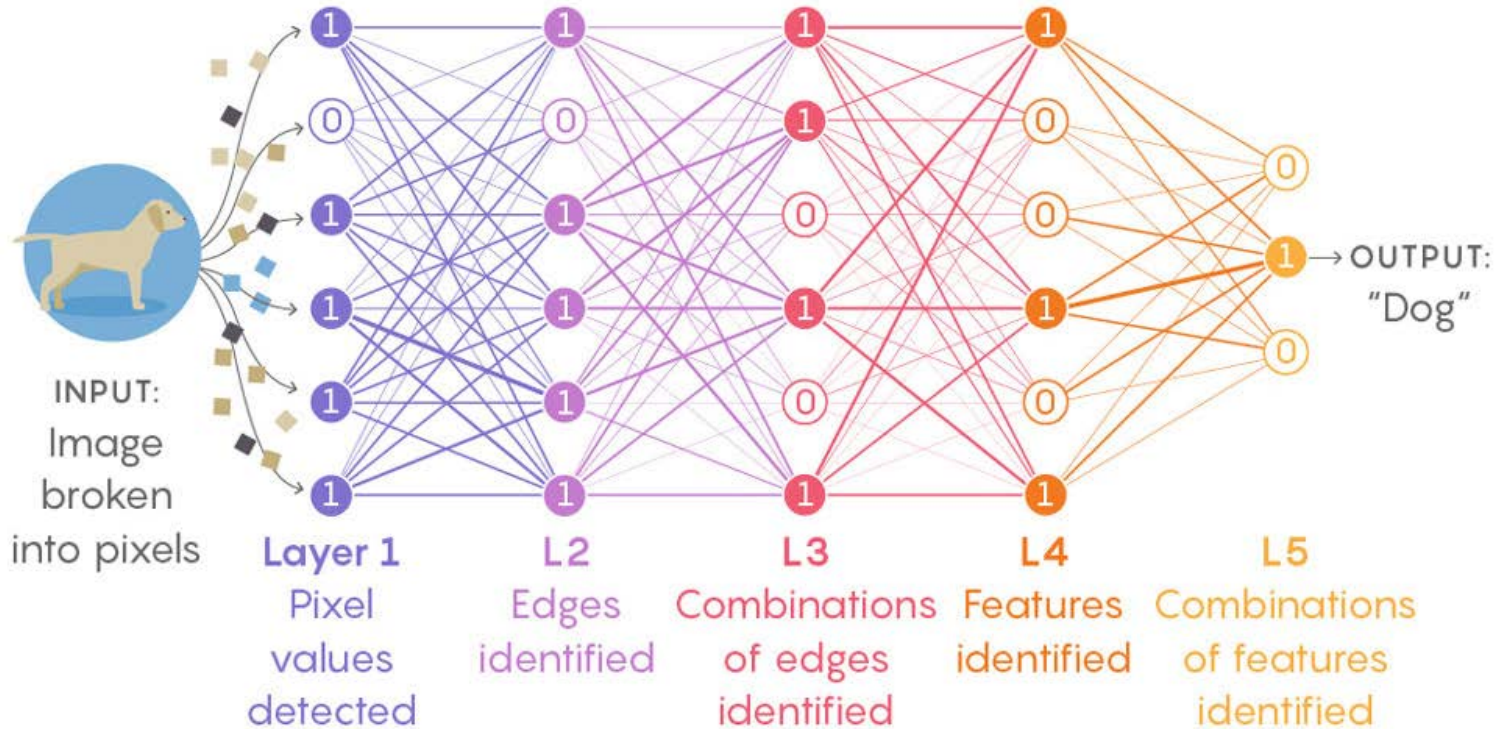 1 1 1 1
0 0 1 0
0
1 1 0 0
1
1 1 1 1
0
1 1 0 0
1 1 1 1
OUTPUT:
“Dog“
INPUT:
Image
broken
into pixels
Layer 1
Pixel
values
detected
L2
Edges
identified
L3
Combinations
of edges
identified
L4
Features
identified
L5
Combinations
of features
identified